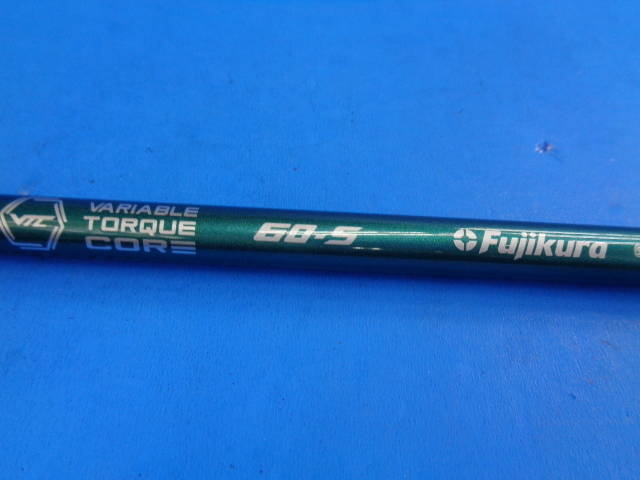 VTC
VARIABLE
TORQUE
CORE
60-S
Fujikura